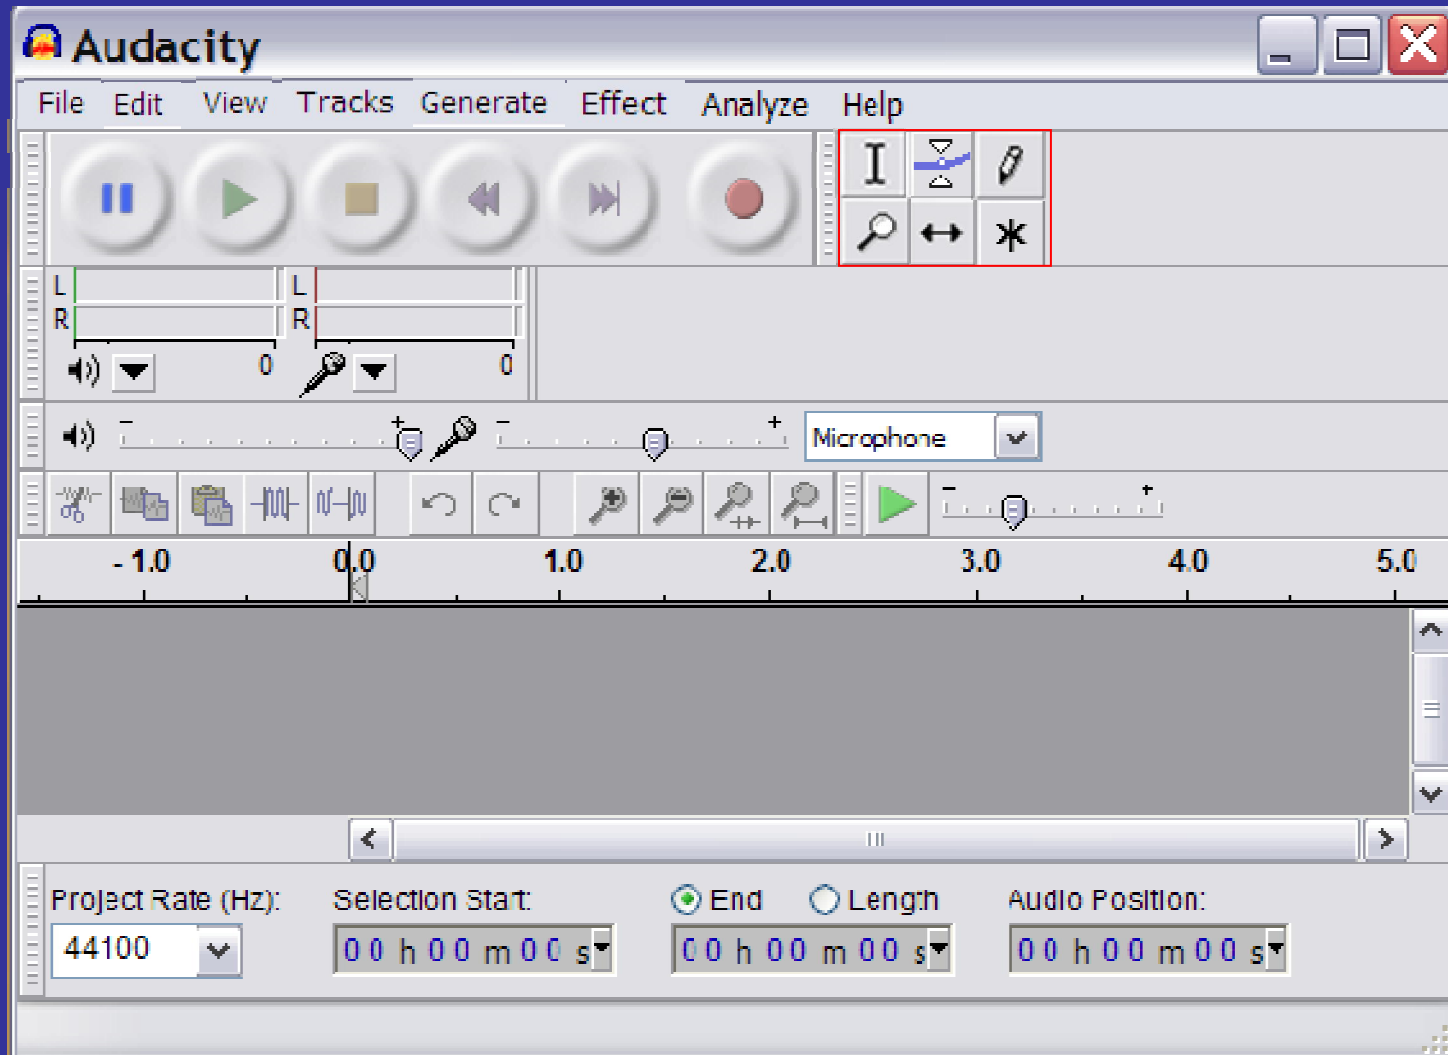 Audacity
File Edit View Tracks Generate Effect Analyze Help
L L
R R
0 0
- + - + Microphone
- +
- 1.0 0.0 1.0 2.0 3.0 4.0 5.0
Project Rate (Hz): Selection Start: End Length Audio Position:
44100 00 h 00 m 00 s 00 h 00 m 00 s 00 h 00 m 00 s